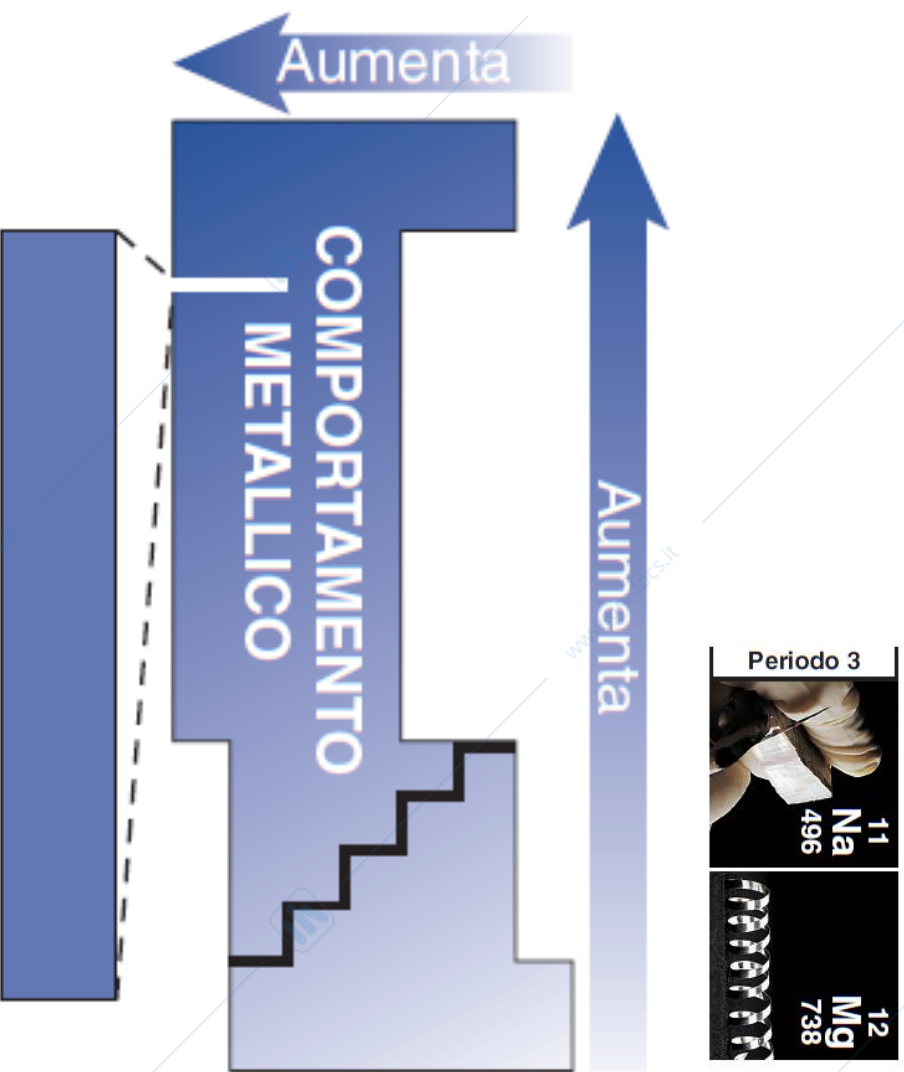 Aumenta
COMPORTAMENTO
METALLICO
Aumenta
Periodo 3
11
Na
496
12
Mg
738